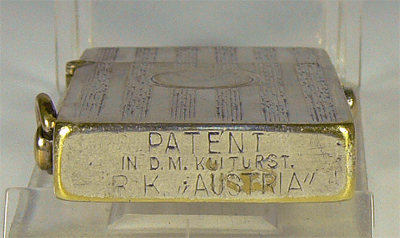 PATENT
IN D.M. KULTURST.
R.K. „AUSTRIA"